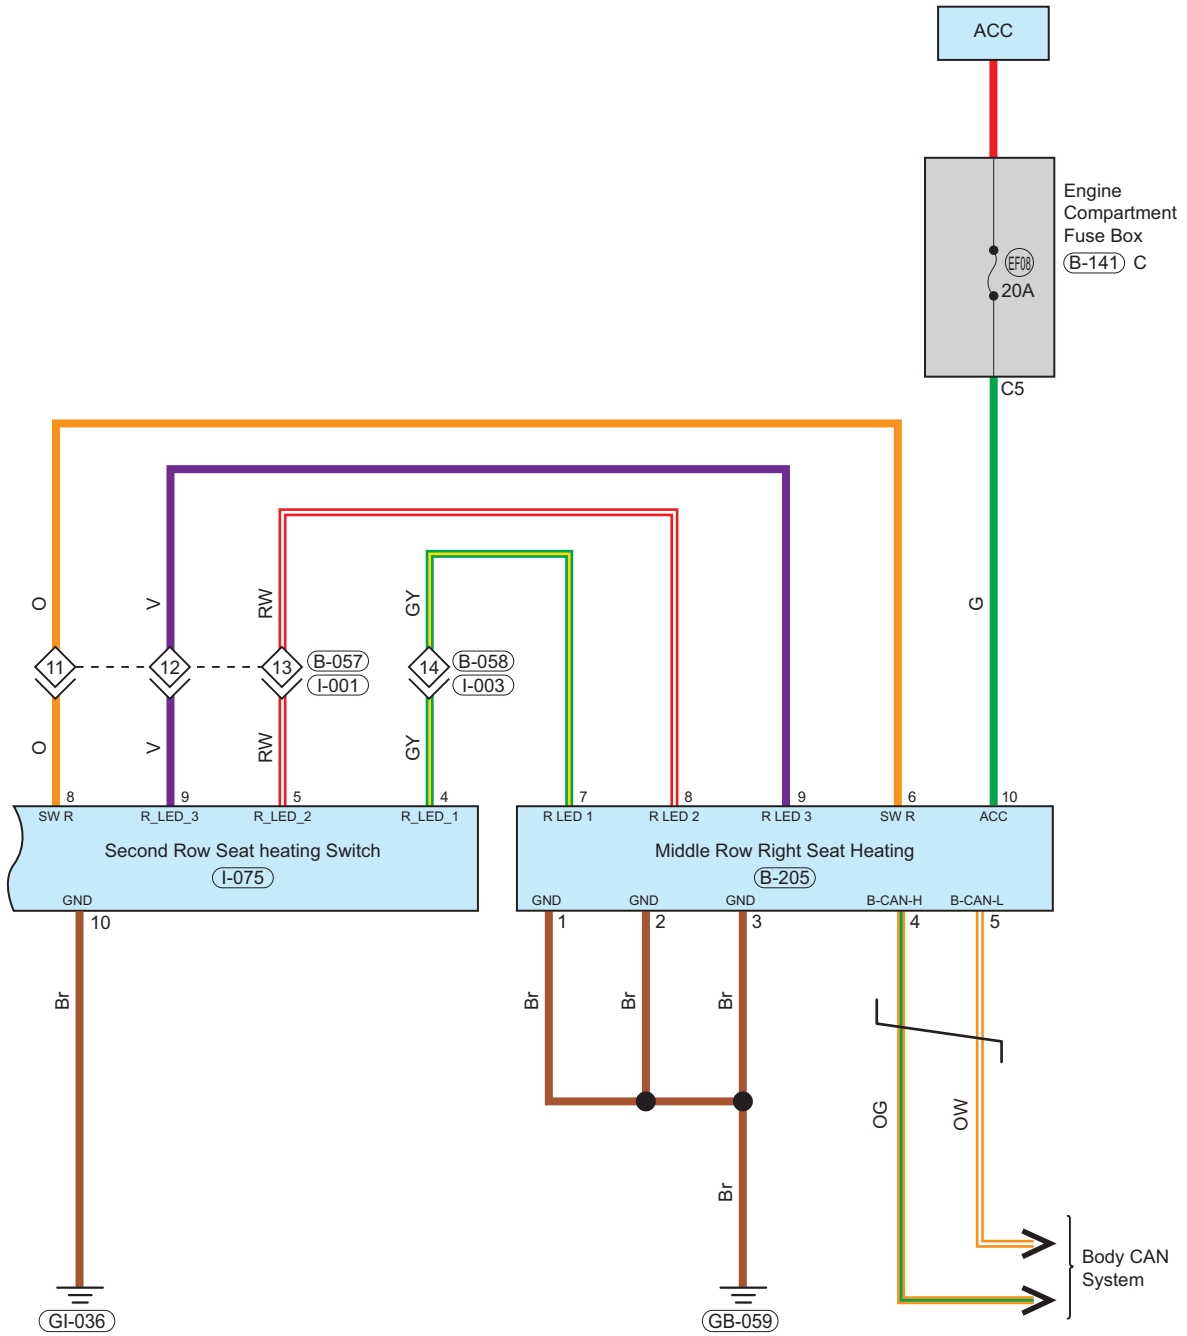 ACC
Engine
Compartment
Fuse Box
B-141 C
EF08
20A
C5
O
V
RW
GY
G
11
12
13
B-057
I-001
14
B-058
I-003
O
V
RW
GY
8
9
5
4
7
8
9
6
10
SW R
R_LED_3
R_LED_2
R_LED_1
R LED 1
R LED 2
R LED 3
SW R
ACC
Second Row Seat heating Switch
I-075
Middle Row Right Seat Heating
B-205
GND
GND
GND
GND
B-CAN-H
B-CAN-L
10
1
2
3
4
5
Br
Br
Br
Br
OG
OW
Br
Body CAN
System
GI-036
GB-059